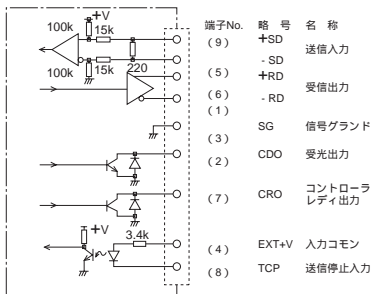 端子No. 略 号 名 称
+V
100k
15k
(9) +SD
送信入力
- SD
100k
15k
220
(5) +RD
受信出力
(6) - RD
(1)
SG 信号グランド
(3)
(2) CDO 受光出力
(7) CRO コントローラ
レディ出力
+V
3.4k
(4) EXT+V 入力コモン
(8) TCP 送信停止入力